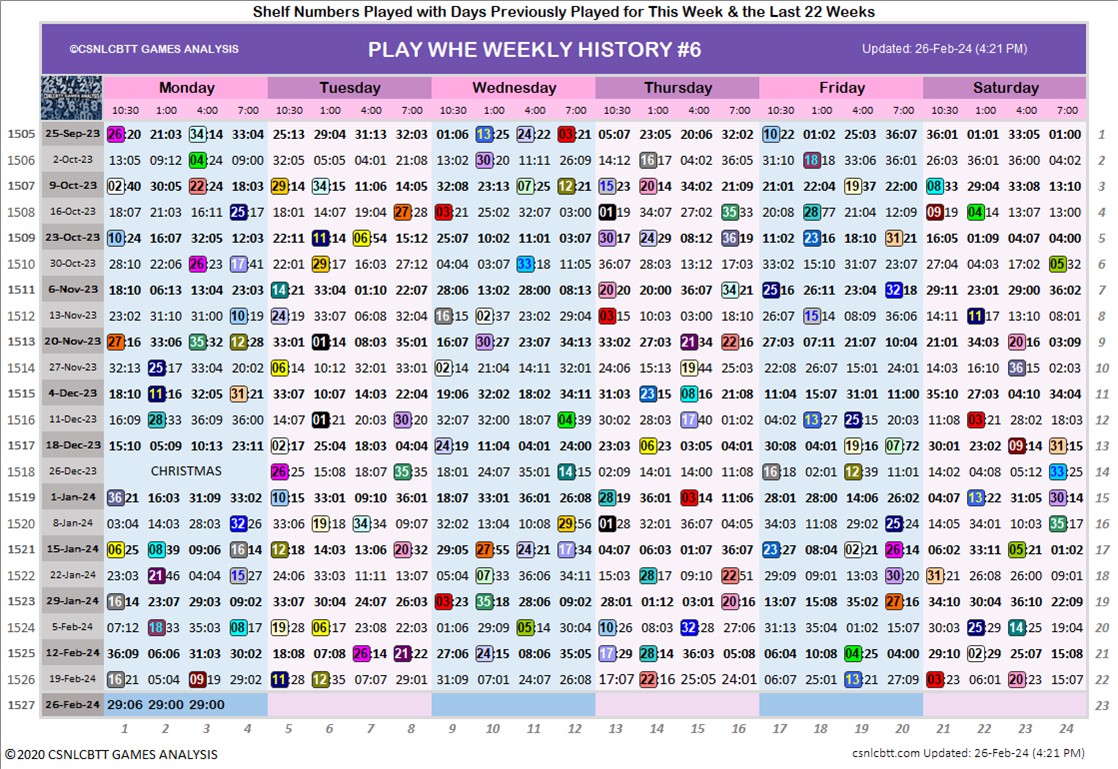 Shelf Numbers Played with Days Previously Played for This Week & the Last 22 Weeks
©CSNLCBTT GAMES ANALYSIS PLAY WHE WEEKLY HISTORY #6 Updated: 26-Feb-24 (4:21 PM)
Monday Tuesday Wednesday Thursday Friday Saturday
10:30 1:00 4:00 7:00 10:30 1:00 4:00 7:00 10:30 1:00 4:00 7:00 10:30 1:00 4:00 7:00 10:30 1:00 4:00 7:00 10:30 1:00 4:00 7:00
1505 25-Sep-23 26:20 21:03 34:14 33:04 25:13 29:04 31:13 32:03 01:06 13:25 24:22 03:21 05:07 23:05 20:06 32:02 10:22 01:02 25:03 36:07 36:01 01:01 33:05 01:00 1
1506 2-Oct-23 13:05 09:12 04:24 09:00 32:05 05:05 04:01 21:08 13:02 30:20 11:11 26:09 14:12 16:17 04:02 36:05 31:10 18:18 33:06 36:01 26:03 36:01 36:00 04:02 2
1507 9-Oct-23 02:40 30:05 22:24 18:03 29:14 34:15 11:06 14:05 32:08 23:13 07:25 12:21 15:23 20:14 34:02 21:09 21:01 22:04 19:37 22:00 08:33 29:04 33:08 13:10 3
1508 16-Oct-23 18:07 21:03 16:11 25:17 18:01 14:07 19:04 27:28 03:21 25:02 32:07 03:00 01:19 34:07 27:02 35:33 20:08 28:77 21:04 12:09 09:19 04:14 13:07 13:00 4
1509 23-Oct-23 10:24 16:07 32:05 12:03 22:11 11:14 06:54 15:12 25:07 10:02 11:01 03:07 30:17 24:29 08:12 36:19 11:02 23:16 18:10 31:21 16:05 01:09 04:07 04:00 5
1510 30-Oct-23 28:10 22:06 26:23 17:41 22:01 29:17 16:03 27:12 04:04 03:07 33:18 11:05 36:07 28:03 13:12 17:03 33:02 15:10 31:07 31:07 27:04 04:03 17:02 05:32 6
1511 6-Nov-23 18:10 06:13 13:04 23:03 14:21 33:04 01:10 22:07 28:06 13:02 28:00 08:13 20:20 20:00 36:07 34:21 25:16 26:11 23:07 32:18 29:11 23:01 29:00 36:02 7
1512 13-Nov-23 23:02 31:10 31:00 10:19 24:19 33:07 06:08 32:04 16:15 02:37 23:02 29:04 03:15 10:03 03:00 18:10 26:07 15:14 08:09 36:06 14:11 11:17 13:10 08:01 8
1513 20-Nov-23 27:16 33:06 35:32 12:28 33:01 01:14 08:03 35:01 16:07 30:27 23:07 34:13 33:02 27:03 21:34 22:16 27:03 07:11 21:07 10:04 21:01 18:07 20:16 03:09 9
1514 27-Nov-23 32:13 25:17 33:04 20:02 06:14 10:12 32:01 33:01 02:14 21:04 14:11 32:01 24:06 15:13 19:44 25:03 22:08 26:07 15:01 24:01 14:03 10:04 36:15 02:03 10
1515 4-Dec-23 18:10 11:16 32:05 31:21 33:07 10:07 14:03 22:04 19:06 32:02 18:02 34:11 31:03 23:15 08:16 21:08 11:04 15:07 31:01 11:00 35:10 27:03 04:10 34:04 11
1516 11-Dec-23 16:09 28:33 36:09 36:00 14:07 01:21 20:03 30:20 32:07 32:00 18:07 04:39 30:02 28:03 17:40 01:02 04:02 13:27 25:15 20:03 11:08 03:21 28:02 18:03 12
1517 18-Dec-23 15:10 05:09 10:13 23:11 02:17 25:04 18:03 04:04 24:19 11:04 04:01 24:00 23:03 06:23 03:05 04:01 30:08 04:01 19:16 07:72 30:01 23:02 09:14 31:15 13
1518 26-Dec-23 CHRISTMAS 26:25 15:08 18:07 35:35 18:01 24:07 35:01 14:15 02:09 14:01 14:00 11:08 16:18 02:01 12:39 11:01 14:02 28:08 05:12 33:25 14
1519 1-Jan-24 36:21 16:03 31:09 33:02 10:15 33:01 09:10 36:01 18:07 33:01 36:01 26:08 28:19 36:01 03:14 11:06 28:01 28:00 14:06 26:02 04:07 13:22 31:05 30:14 15
1520 8-Jan-24 03:04 14:03 28:03 32:26 33:06 19:18 34:34 09:07 32:02 13:04 10:08 29:56 01:28 32:01 36:07 04:05 34:03 11:08 29:02 25:24 14:05 34:01 10:03 35:17 16
1521 15-Jan-24 06:25 08:39 09:06 16:14 12:18 14:03 13:06 20:32 29:05 27:55 24:21 17:34 04:07 06:03 01:07 36:07 23:27 08:04 02:21 26:14 06:02 33:11 05:21 01:02 17
1522 22-Jan-24 23:03 21:46 04:04 15:27 24:06 33:03 11:11 13:07 05:04 07:33 36:06 34:11 15:03 28:17 09:10 22:51 29:09 09:01 13:03 30:20 31:21 26:08 26:00 09:01 18
1523 29-Jan-24 16:14 23:07 24:05 09:02 33:07 30:04 24:07 26:03 03:23 35:18 28:06 09:02 28:01 01:12 03:01 20:16 13:07 15:08 35:02 27:16 34:10 30:04 36:10 22:09 19
1524 5-Feb-24 07:12 18:33 35:03 08:17 19:28 06:17 23:08 22:03 01:06 29:09 05:14 30:04 10:26 08:03 32:28 27:06 31:13 35:04 01:02 15:07 30:03 25:29 14:25 19:04 20
1525 12-Feb-24 36:09 06:06 31:03 30:02 18:08 07:08 26:14 21:22 27:06 24:15 08:06 35:05 17:29 28:14 36:03 05:08 06:04 10:08 04:25 04:00 29:10 02:29 25:07 15:08 21
1526 19-Feb-24 16:21 05:04 09:19 29:02 11:28 12:35 07:07 29:01 31:09 07:01 24:07 26:08 17:07 22:16 25:05 24:01 06:07 25:01 13:21 27:09 03:23 06:01 20:23 15:07 22
1527 26-Feb-24 29:06 29:00 29:00 23
1 2 3 4 5 6 7 8 9 10 11 12 13 14 15 16 17 18 19 20 21 22 23 24
©2020 CSNLCBTT GAMES ANALYSIS csnlcbtt.com Updated: 26-Feb-24 (4:21 PM)